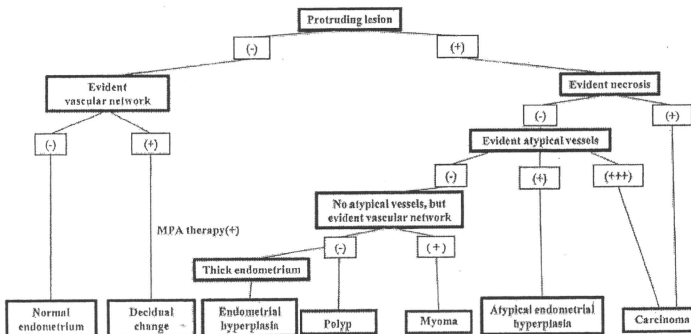 Protruding lesion
(-)
(+)
Evident
vascular network
Evident necrosis
(-)
(+)
(-)
(+)
Evident atypical vessels
(-)
(+)
(+++)
No atypical vessels, but
evident vascular network
MPA therapy(+)
(-)
(+)
Thick endometrium
Normal
endometrium
Decidual
change
Endometrial
hyperplasia
Polyp
Myoma
Atypical endometrial
hyperplasia
Carcinoma